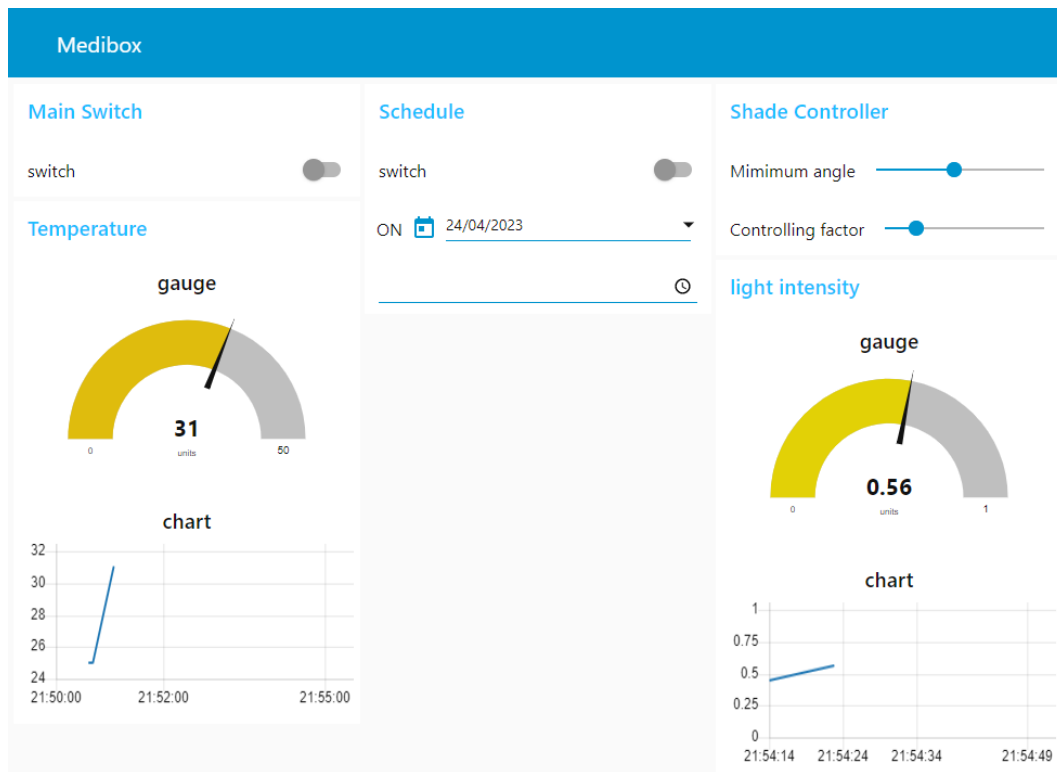 Medibox
Main Switch
switch
Temperature
gauge
31
units
0
50
chart
32
30
28
26
24
21:50:00
21:52:00
21:55:00
Schedule
switch
ON
24/04/2023
Shade Controller
Mimimum angle
Controlling factor
light intensity
gauge
0.56
units
0
1
chart
1
0.75
0.5
0.25
0
21:54:14
21:54:24
21:54:34
21:54:49